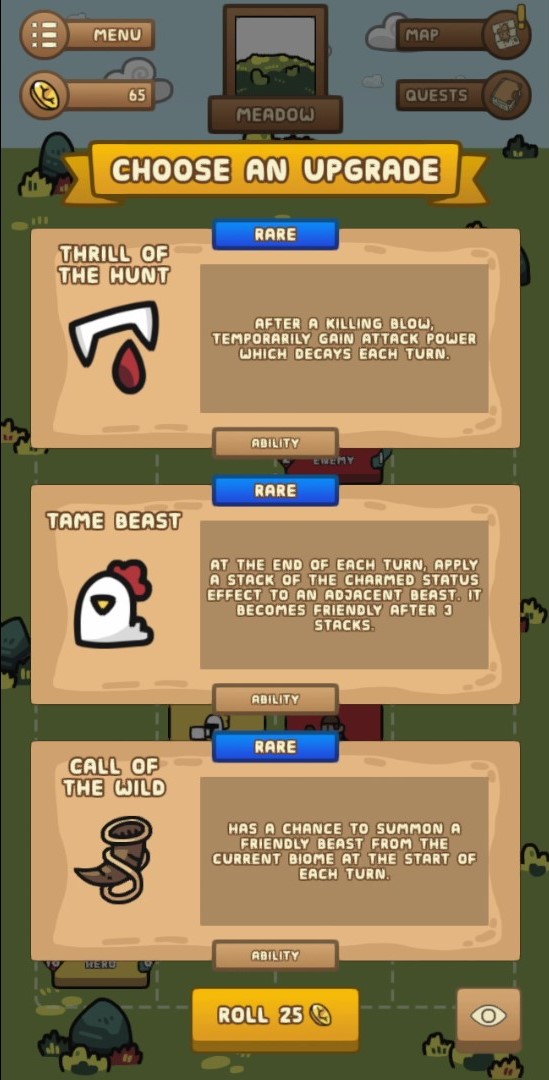 MENU
MAP
65
QUESTS
MEADOW
CHOOSE AN UPGRADE
RARE
THRILL OF
THE HUNT
AFTER A KILLING BLOW,
TEMPORARILY GAIN ATTACK POWER
WHICH DECAYS EACH TURN.
ABILITY
ENEMY
RARE
TAME BEAST
AT THE END OF EACH TURN, APPLY
A STACK OF THE CHARMED STATUS
EFFECT TO AN ADJACENT BEAST. IT
BECOMES FRIENDLY AFTER 3
STACKS.
ABILITY
RARE
CALL OF
THE WILD
HAS A CHANCE TO SUMMON A
FRIENDLY BEAST FROM THE
CURRENT BIOME AT THE START OF
EACH TURN.
ABILITY
HERO
ROLL 25